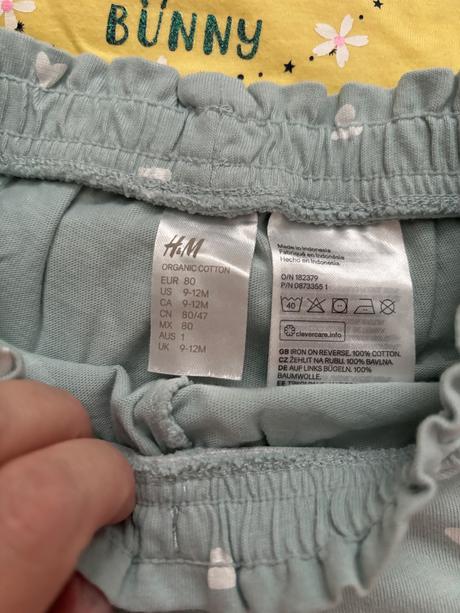 BUNNY
H&M
ORGANIC COTTON
EUR 80
US 9-12M
CA 9-12M
CN 80/47
MX 80
AUS 1
UK 9-12M
Made in Indonesia
Fabriqué en Indonésie
Hecho en Indonesia
O/N 182379
P/N 0873355 1
40
clevercare.info
GB IRON ON REVERSE. 100% COTTON.
CZ ŽEHLIT NA RUBU. 100% BAVLNA.
DE AUF LINKS BÜGELN. 100%
BAUMWOLLE.